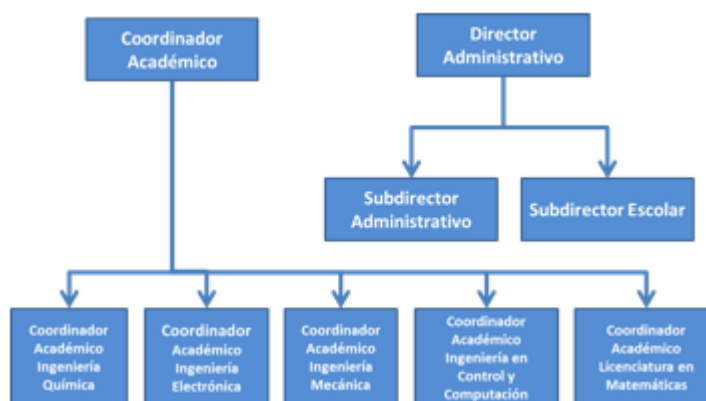 Coordinador
Académico
Director
Administrativo
Subdirector
Administrativo
Subdirector Escolar
Coordinador
Académico
Ingeniería
Química
Coordinador
Académico
Ingeniería
Electrónica
Coordinador
Académico
Ingeniería
Mecánica
Coordinador
Académico
Ingeniería en
Control y
Computación
Coordinador
Académico
Licenciatura en
Matemáticas